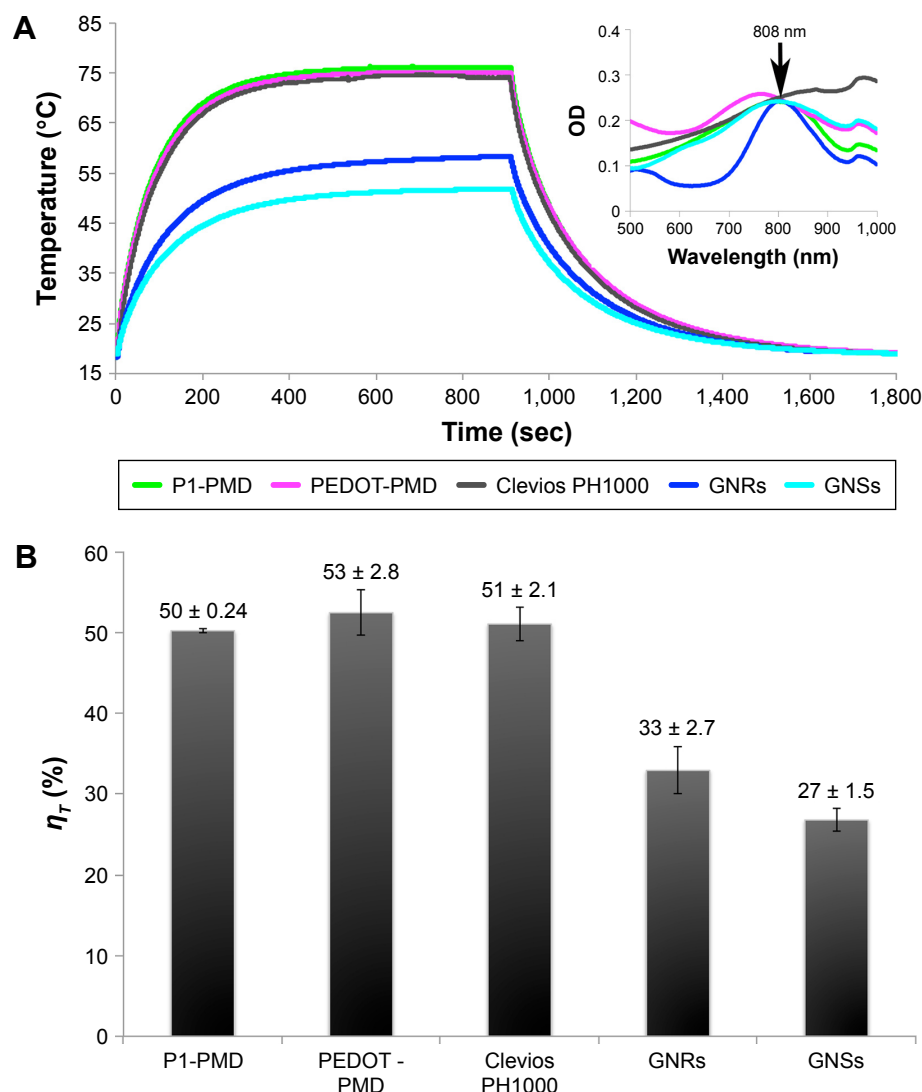 A
85
75
65
55
45
35
25
15
Temperature (°C)
0 200 400 600 800 1,000 1,200 1,400 1,600 1,800
Time (sec)
808 nm
0.4
0.3
0.2
0.1
0
OD
500 600 700 800 900 1,000
Wavelength (nm)
P1-PMD PEDOT-PMD Clevios PH1000 GNRs GNSs
B
60
50
40
30
20
10
0
η_T (%)
50 ± 0.24
53 ± 2.8
51 ± 2.1
33 ± 2.7
27 ± 1.5
P1-PMD
PEDOT -
PMD
Clevios
PH1000
GNRs
GNSs